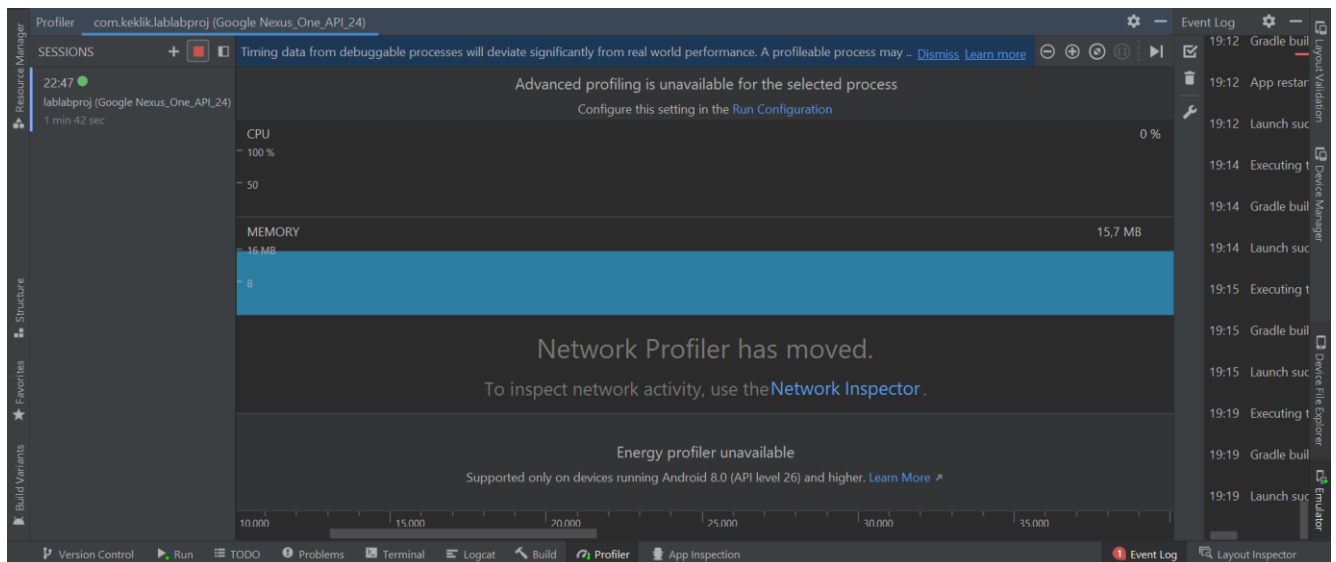 Profiler com.keklik.lablabproj (Google Nexus_One_API_24)
SESSIONS
22:47
lablabproj (Google Nexus_One_API_24)
1 min 42 sec
Timing data from debuggable processes will deviate significantly from real world performance. A profileable process may .. Dismiss Learn more
Advanced profiling is unavailable for the selected process
Configure this setting in the Run Configuration
CPU
0 %
100 %
50
MEMORY
15,7 MB
16 MB
8
Network Profiler has moved.
To inspect network activity, use the Network Inspector.
Energy profiler unavailable
Supported only on devices running Android 8.0 (API level 26) and higher. Learn More ↗
10.000 15.000 20.000 25.000 30.000 35.000
Event Log
19:12 Gradle buil
19:12 App restar
19:12 Launch suc
19:14 Executing t
19:14 Gradle buil
19:14 Launch suc
19:15 Executing t
19:15 Gradle buil
19:15 Launch suc
19:19 Executing t
19:19 Gradle buil
19:19 Launch suc
Resource Manager
Structure
Favorites
Build Variants
Layout Validation
Device Manager
Device File Explorer
Emulator
Version Control Run TODO Problems Terminal Logcat Build Profiler App Inspection 1 Event Log Layout Inspector